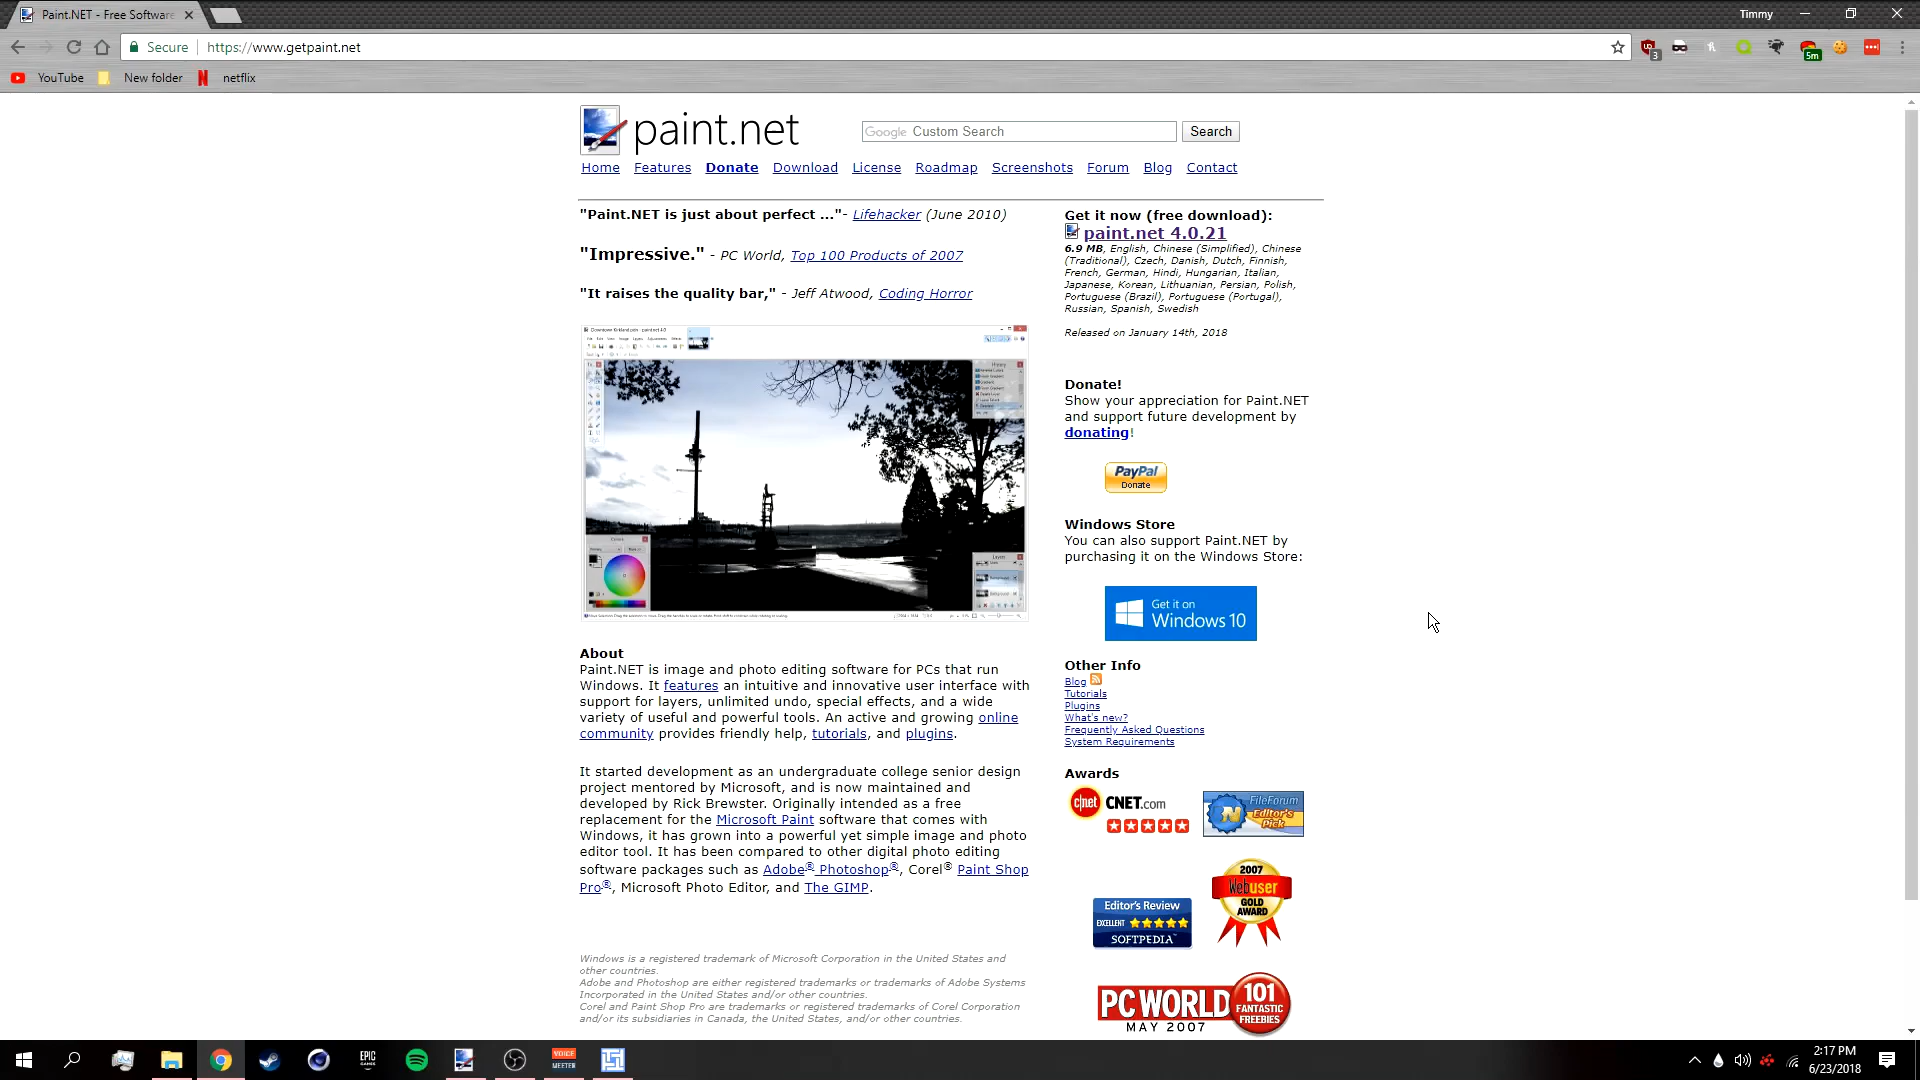 Paint.NET - Free Software
Timmy
Secure
https://www.getpaint.net
3
5m
YouTube
New folder
netflix
paint.net
Google Custom Search
Search
Home Features Donate Download License Roadmap Screenshots Forum Blog Contact
"Paint.NET is just about perfect ..."- Lifehacker (June 2010)
"Impressive." - PC World, Top 100 Products of 2007
"It raises the quality bar," - Jeff Atwood, Coding Horror
About
Paint.NET is image and photo editing software for PCs that run
Windows. It features an intuitive and innovative user interface with
support for layers, unlimited undo, special effects, and a wide
variety of useful and powerful tools. An active and growing online
community provides friendly help, tutorials, and plugins.
It started development as an undergraduate college senior design
project mentored by Microsoft, and is now maintained and
developed by Rick Brewster. Originally intended as a free
replacement for the Microsoft Paint software that comes with
Windows, it has grown into a powerful yet simple image and photo
editor tool. It has been compared to other digital photo editing
software packages such as Adobe® Photoshop®, Corel® Paint Shop
Pro®, Microsoft Photo Editor, and The GIMP.
Windows is a registered trademark of Microsoft Corporation in the United States and
other countries.
Adobe and Photoshop are either registered trademarks or trademarks of Adobe Systems
Incorporated in the United States and/or other countries.
Corel and Paint Shop Pro are trademarks or registered trademarks of Corel Corporation
and/or its subsidiaries in Canada, the United States, and/or other countries.
Get it now (free download):
paint.net 4.0.21
6.9 MB, English, Chinese (Simplified), Chinese
(Traditional), Czech, Danish, Dutch, Finnish,
French, German, Hindi, Hungarian, Italian,
Japanese, Korean, Lithuanian, Persian, Polish,
Portuguese (Brazil), Portuguese (Portugal),
Russian, Spanish, Swedish
Released on January 14th, 2018
Donate!
Show your appreciation for Paint.NET
and support future development by
donating!
PayPal
Donate
Windows Store
You can also support Paint.NET by
purchasing it on the Windows Store:
Get it on
Windows 10
Other Info
Blog
Tutorials
Plugins
What's new?
Frequently Asked Questions
System Requirements
Awards
c|net CNET.com
FileForum
Editor's
Pick
2007
Webuser
GOLD
AWARD
Editor's Review
EXCELLENT
SOFTPEDIA
PC WORLD
MAY 2007
101
FANTASTIC
FREEBIES
EPIC
GAMES
VOICE
MEETER
2:17 PM
6/23/2018